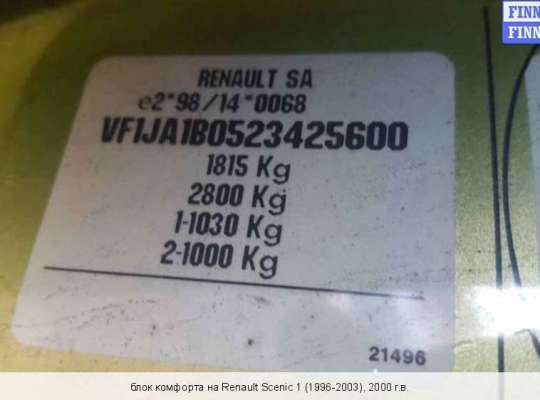 FINN
FINN
RENAULT SA
e2*98/14*0068
VF1JA1B0523425600
1815 Kg
2800 Kg
1-1030 Kg
2-1000 Kg
21496
блок комфорта на Renault Scenic 1 (1996-2003), 2000 г.в.